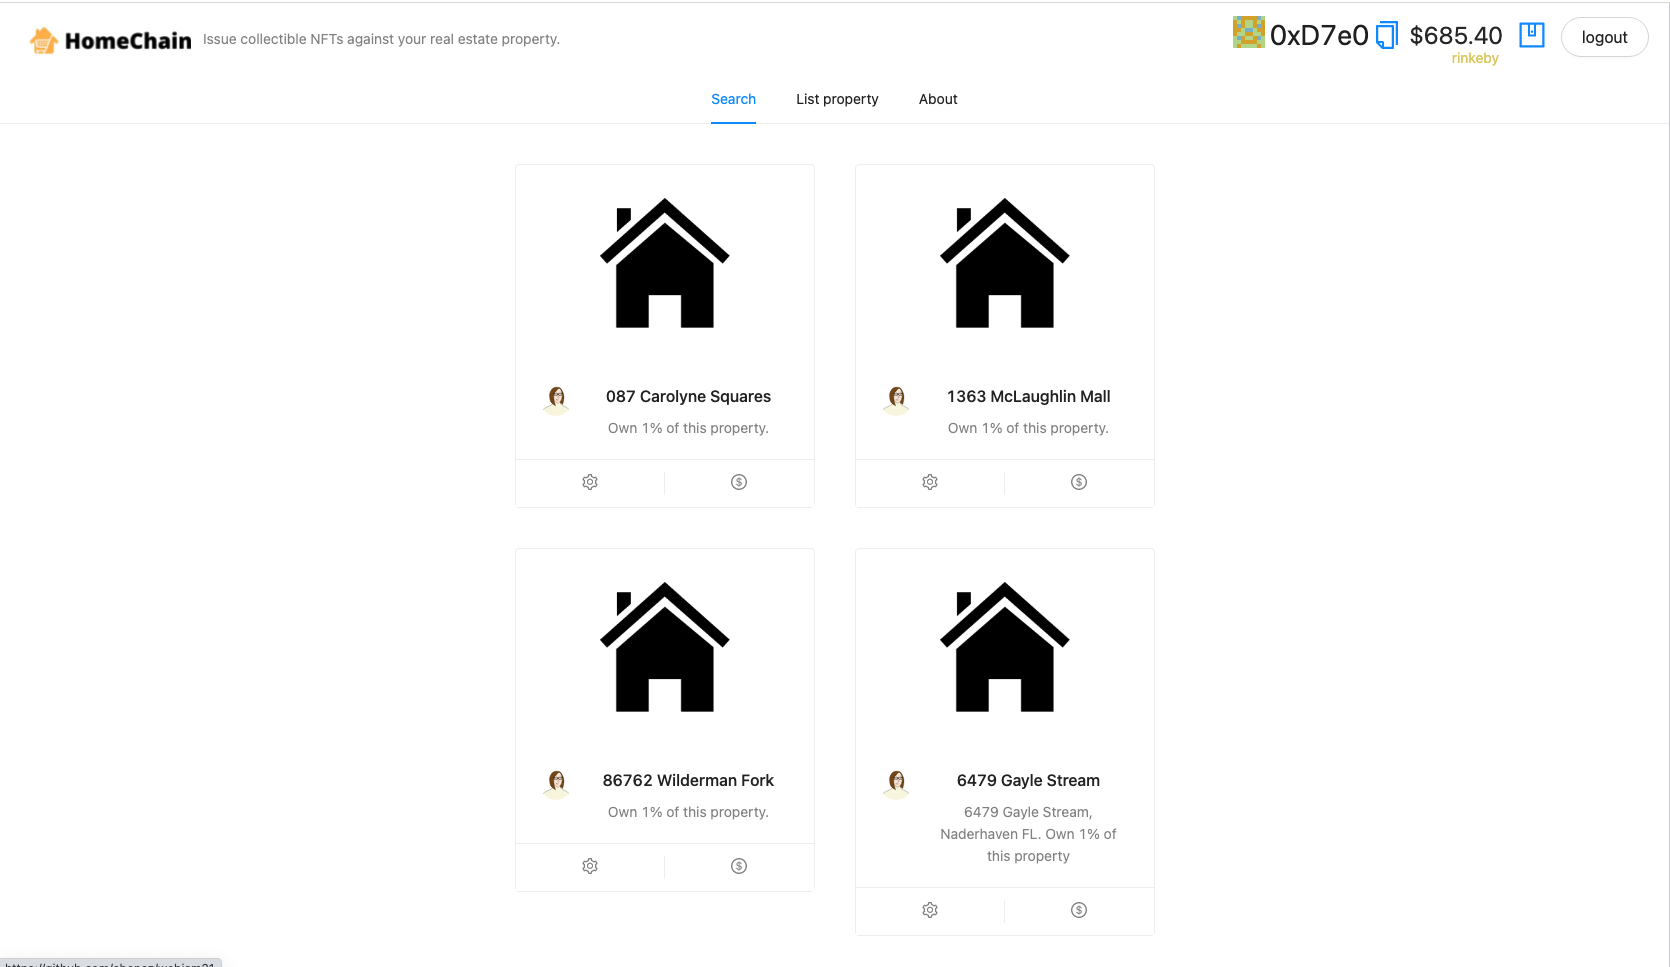 HomeChain
Issue collectible NFTs against your real estate property.
0xD7e0
$685.40
rinkeby
logout
Search
List property
About
087 Carolyne Squares
Own 1% of this property.
1363 McLaughlin Mall
Own 1% of this property.
86762 Wilderman Fork
Own 1% of this property.
6479 Gayle Stream
6479 Gayle Stream,
Naderhaven FL. Own 1% of
this property